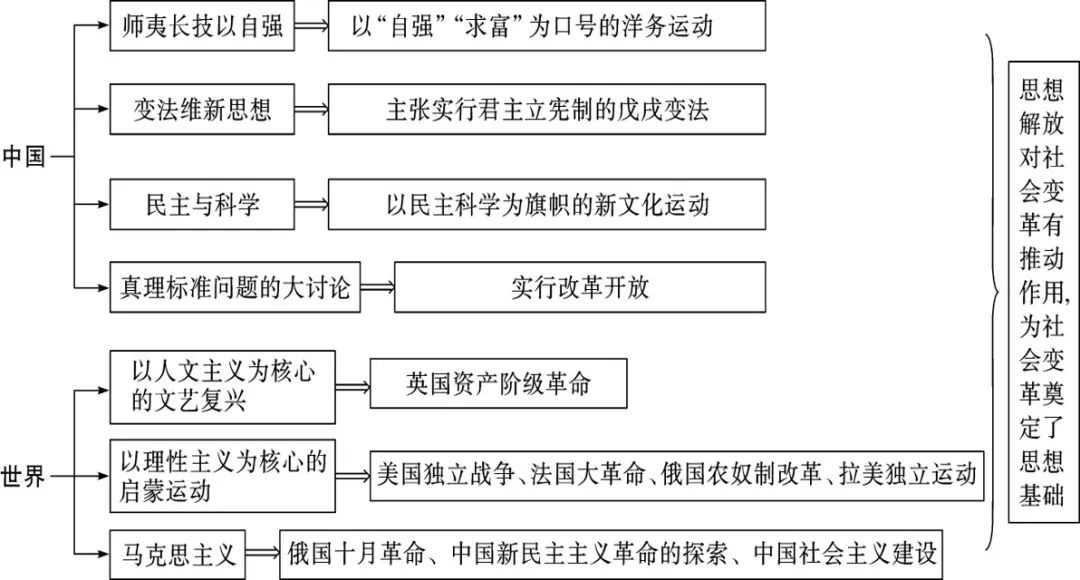 中国
师夷长技以自强
以“自强”“求富”为口号的洋务运动
变法维新思想
主张实行君主立宪制的戊戌变法
民主与科学
以民主科学为旗帜的新文化运动
真理标准问题的大讨论
实行改革开放
世界
以人文主义为核心
的文艺复兴
英国资产阶级革命
以理性主义为核心的
启蒙运动
美国独立战争、法国大革命、俄国农奴制改革、拉美独立运动
马克思主义
俄国十月革命、中国新民主主义革命的探索、中国社会主义建设
思想
解放
对社
会变
革有
推动
作用,
为社
会变
革奠
定了
思想
基础